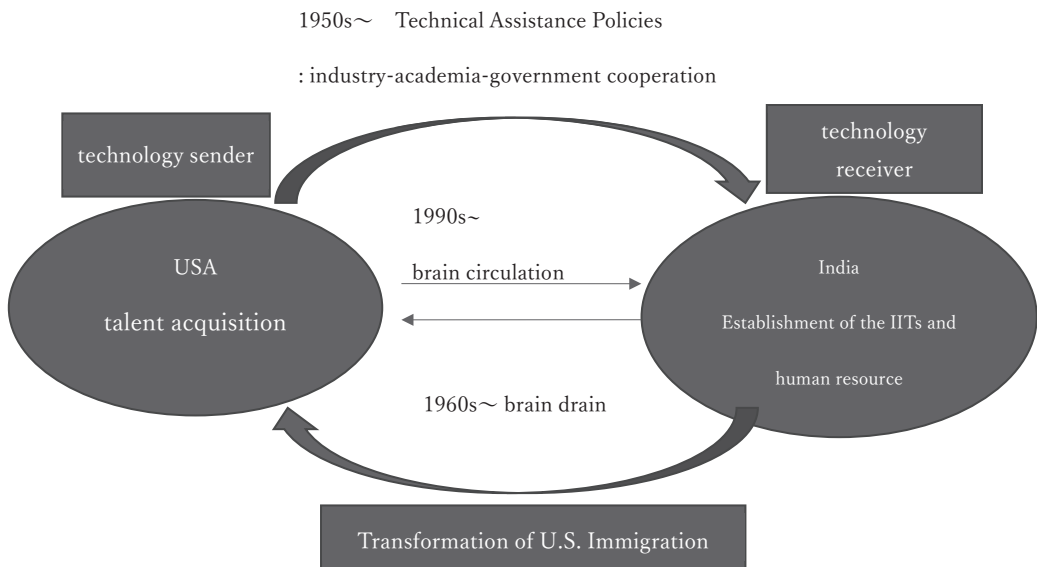 1950s～ Technical Assistance Policies
: industry-academia-government cooperation
technology sender
technology
receiver
1990s~
brain circulation
USA
talent acquisition
India
Establishment of the IITs and
human resource
1960s～ brain drain
Transformation of U.S. Immigration